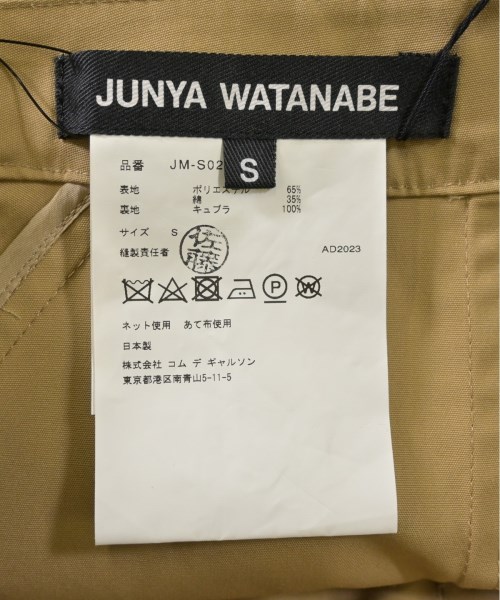 JUNYA WATANABE
S
品番 JM-S02
表地 ポリエステル 65%
綿 35%
裏地 キュプラ 100%
サイズ S
縫製責任者 佐藤
AD2023
P
W
ネット使用 あて布使用
日本製
株式会社 コム デ ギャルソン
東京都港区南青山5-11-5